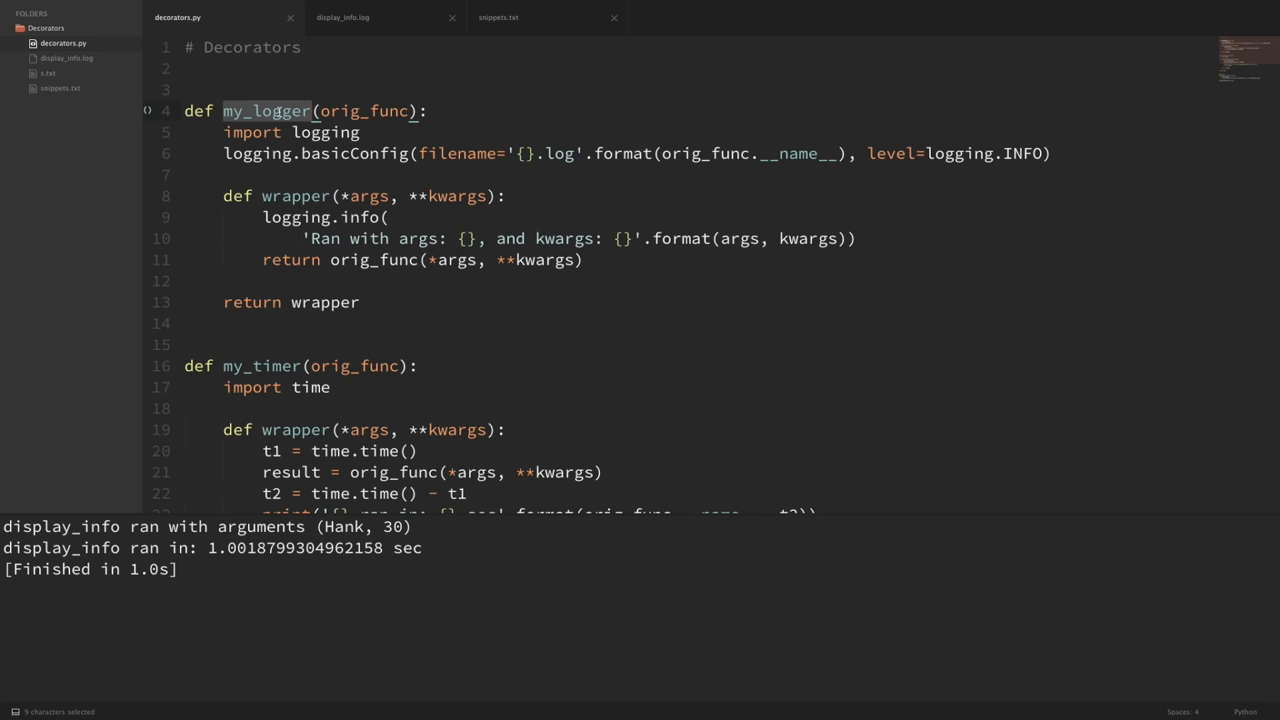 FOLDERS
Decorators
decorators.py
display_info.log
s.txt
snippets.txt
decorators.py
display_info.log
snippets.txt
1 # Decorators
2
3
4 def my_logger(orig_func):
5     import logging
6     logging.basicConfig(filename='{}.log'.format(orig_func.__name__), level=logging.INFO)
7
8     def wrapper(*args, **kwargs):
9         logging.info(
10             'Ran with args: {}, and kwargs: {}'.format(args, kwargs))
11         return orig_func(*args, **kwargs)
12
13     return wrapper
14
15
16 def my_timer(orig_func):
17     import time
18
19     def wrapper(*args, **kwargs):
20         t1 = time.time()
21         result = orig_func(*args, **kwargs)
22         t2 = time.time() - t1
display_info ran with arguments (Hank, 30)
display_info ran in: 1.0018799304962158 sec
[Finished in 1.0s]
9 characters selected
Spaces: 4
Python